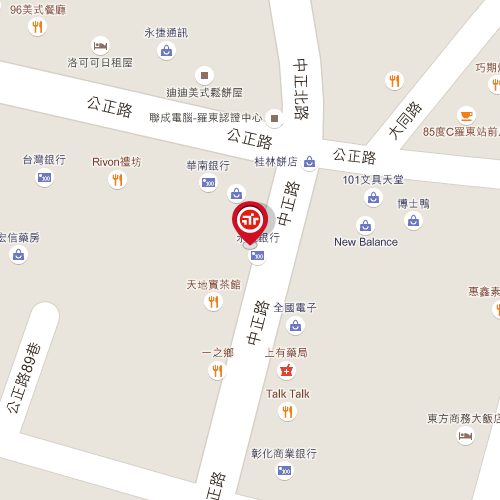 96美式餐廳
永捷通訊
洛可可日租屋
中正北路
巧期
迪迪美式鬆餅屋
公正路
聯成電腦-羅東認證中心
大同路
85度C羅東站前
公正路
公正路
台灣銀行
Rivon禮坊
華南銀行
桂林餅店
101文具天堂
中正路
博士鴨
宏信藥房
銀行
New Balance
天地實茶館
惠鑫素
全國電子
中正路
公正路89巷
一之鄉
上有藥局
Talk Talk
東方商務大飯店
彰化商業銀行
中正路